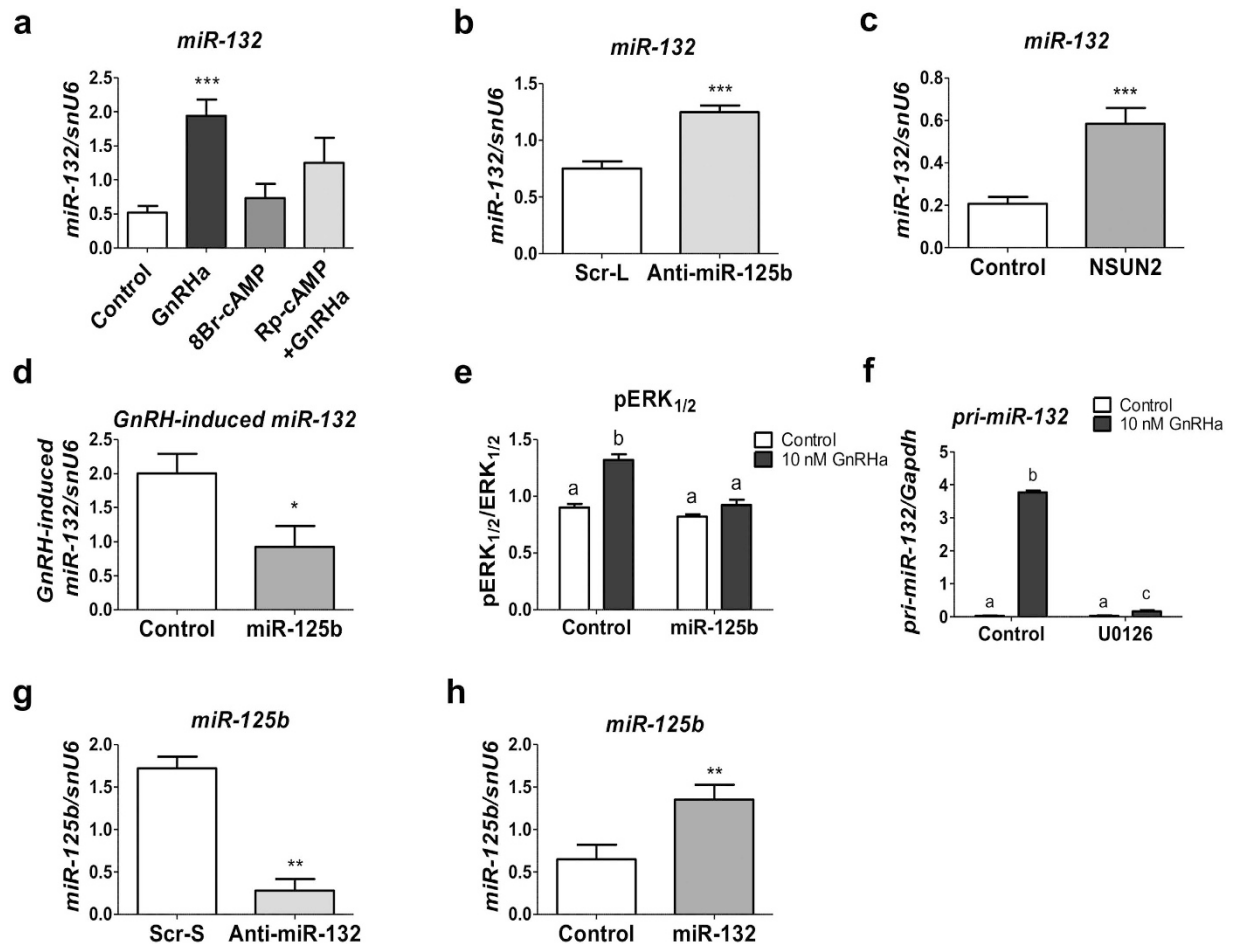 a
miR-132
miR-132/snU6
2.5
2.0
1.5
1.0
0.5
0.0
***
Control
GnRHa
8Br-cAMP
Rp-cAMP
+GnRHa
b
miR-132
miR-132/snU6
1.5
1.0
0.5
0.0
***
Scr-L
Anti-miR-125b
c
miR-132
miR-132/snU6
0.8
0.6
0.4
0.2
0.0
***
Control
NSUN2
d
GnRH-induced miR-132
GnRH-induced
miR-132/snU6
2.5
2.0
1.5
1.0
0.5
0.0
*
Control
miR-125b
e
pERK1/2
pERK1/2/ERK1/2
1.5
1.0
0.5
0.0
a
b
a
a
Control
miR-125b
Control
10 nM GnRHa
f
pri-miR-132
pri-miR-132/Gapdh
Control
10 nM GnRHa
5
4
3
2
1
0
a
b
a
c
Control
U0126
g
miR-125b
miR-125b/snU6
2.0
1.5
1.0
0.5
0.0
**
Scr-S
Anti-miR-132
h
miR-125b
miR-125b/snU6
2.0
1.5
1.0
0.5
0.0
**
Control
miR-132